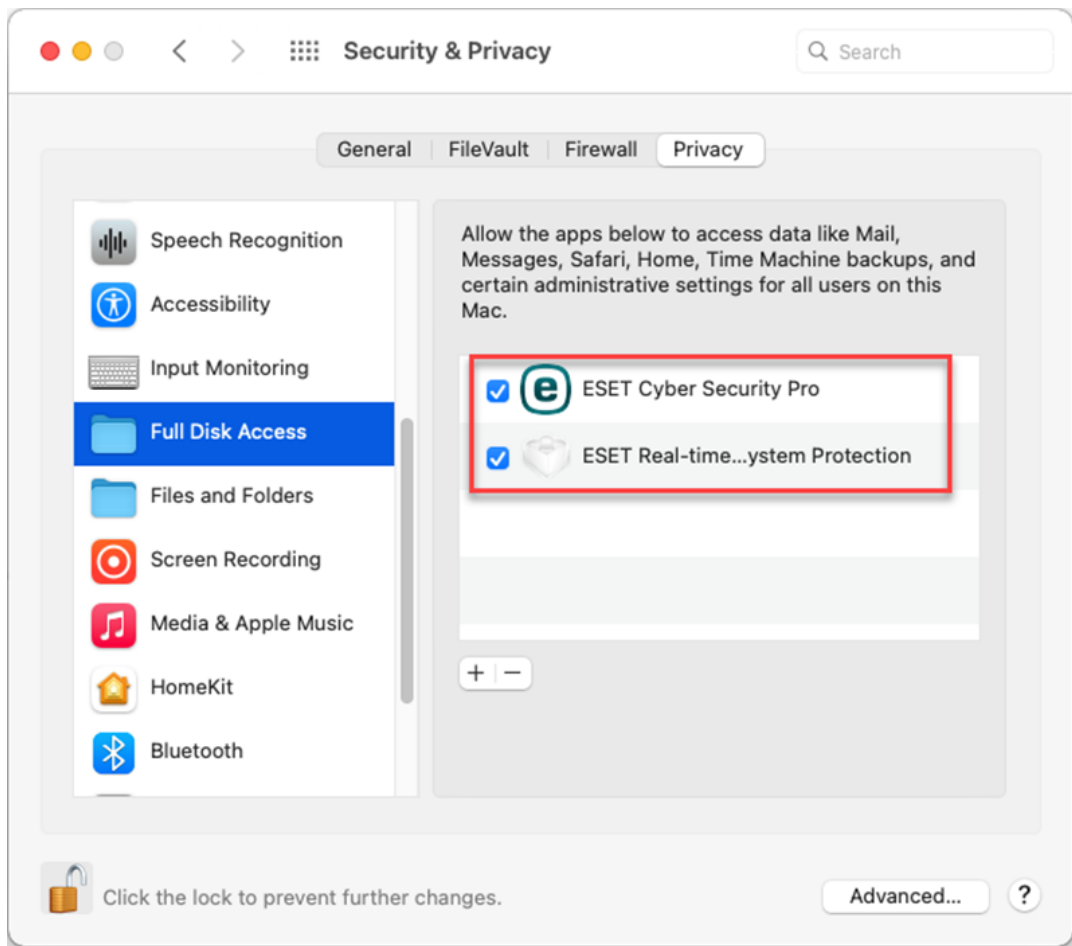 Security & Privacy
Search
General
FileVault
Firewall
Privacy
Speech Recognition
Accessibility
Input Monitoring
Full Disk Access
Files and Folders
Screen Recording
Media & Apple Music
HomeKit
Bluetooth
Allow the apps below to access data like Mail,
Messages, Safari, Home, Time Machine backups, and
certain administrative settings for all users on this
Mac.
e
ESET Cyber Security Pro
ESET Real-time...ystem Protection
+ −
Click the lock to prevent further changes.
Advanced...
?